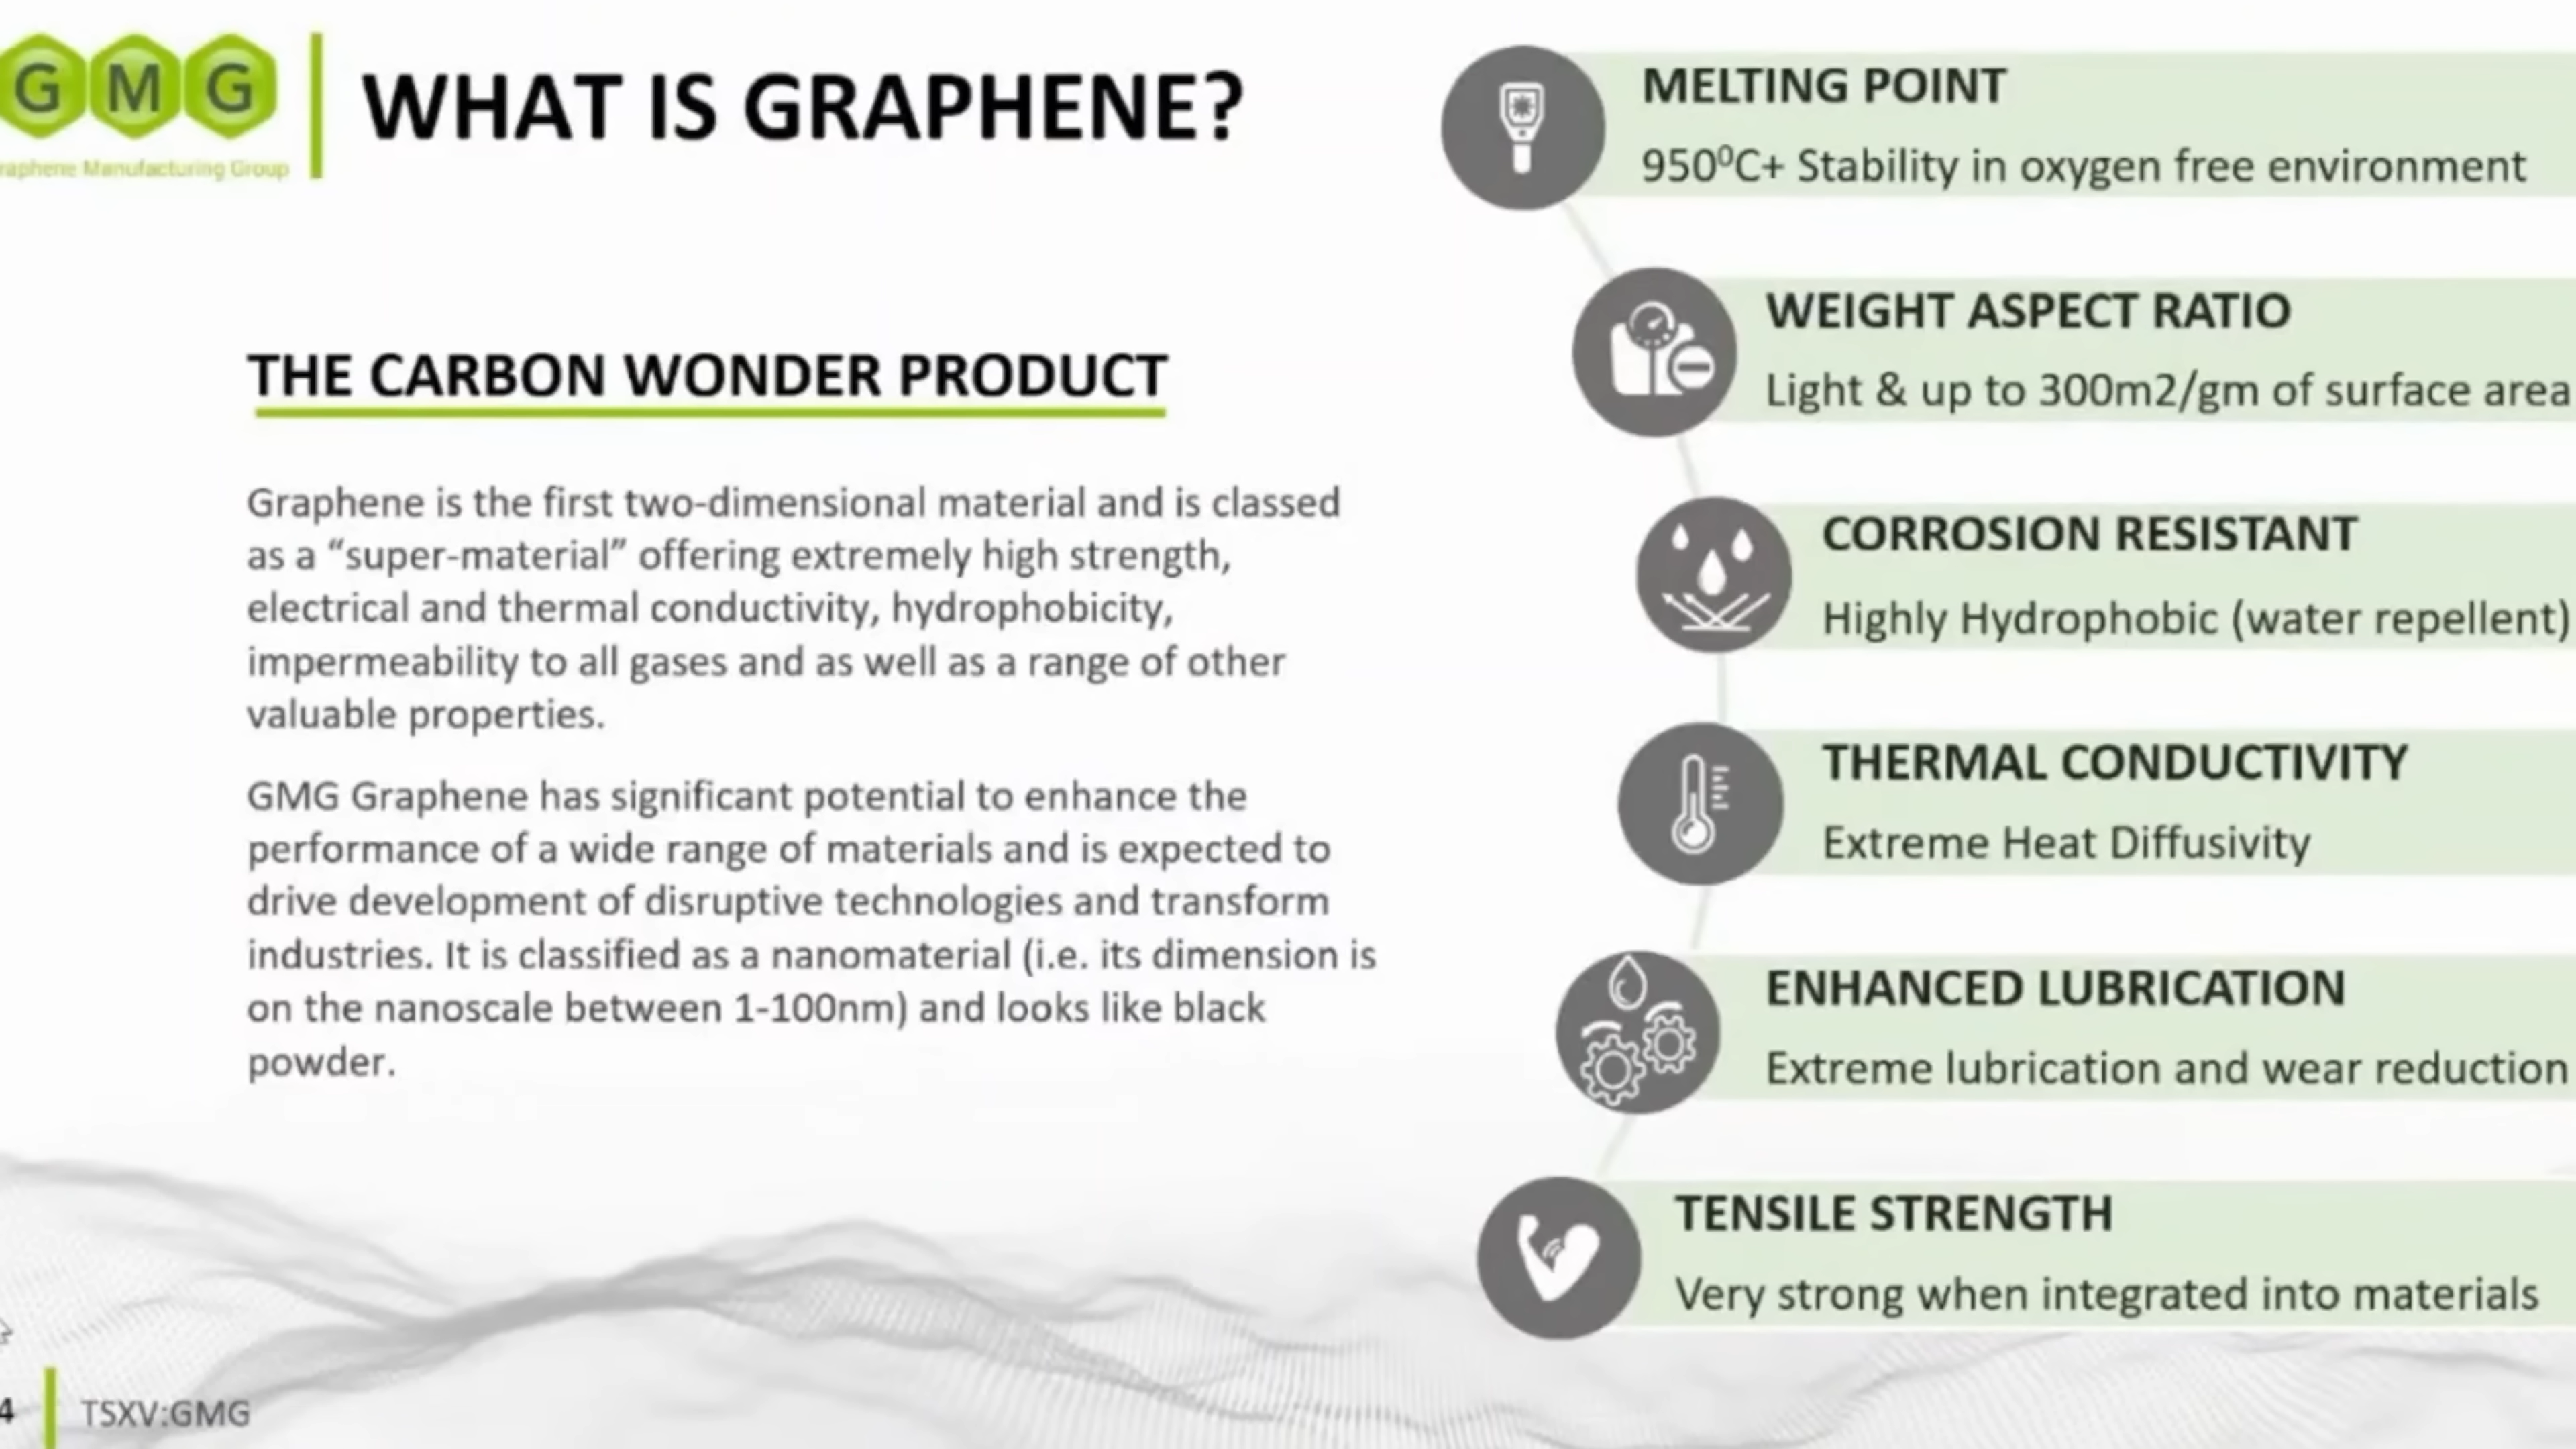 G M G
raphene Manufacturing Group
WHAT IS GRAPHENE?
THE CARBON WONDER PRODUCT
Graphene is the first two-dimensional material and is classed
as a “super-material” offering extremely high strength,
electrical and thermal conductivity, hydrophobicity,
impermeability to all gases and as well as a range of other
valuable properties.
GMG Graphene has significant potential to enhance the
performance of a wide range of materials and is expected to
drive development of disruptive technologies and transform
industries. It is classified as a nanomaterial (i.e. its dimension is
on the nanoscale between 1-100nm) and looks like black
powder.
MELTING POINT
950⁰C+ Stability in oxygen free environment
WEIGHT ASPECT RATIO
Light & up to 300m2/gm of surface area
CORROSION RESISTANT
Highly Hydrophobic (water repellent)
THERMAL CONDUCTIVITY
Extreme Heat Diffusivity
ENHANCED LUBRICATION
Extreme lubrication and wear reduction
TENSILE STRENGTH
Very strong when integrated into materials
4
TSXV:GMG